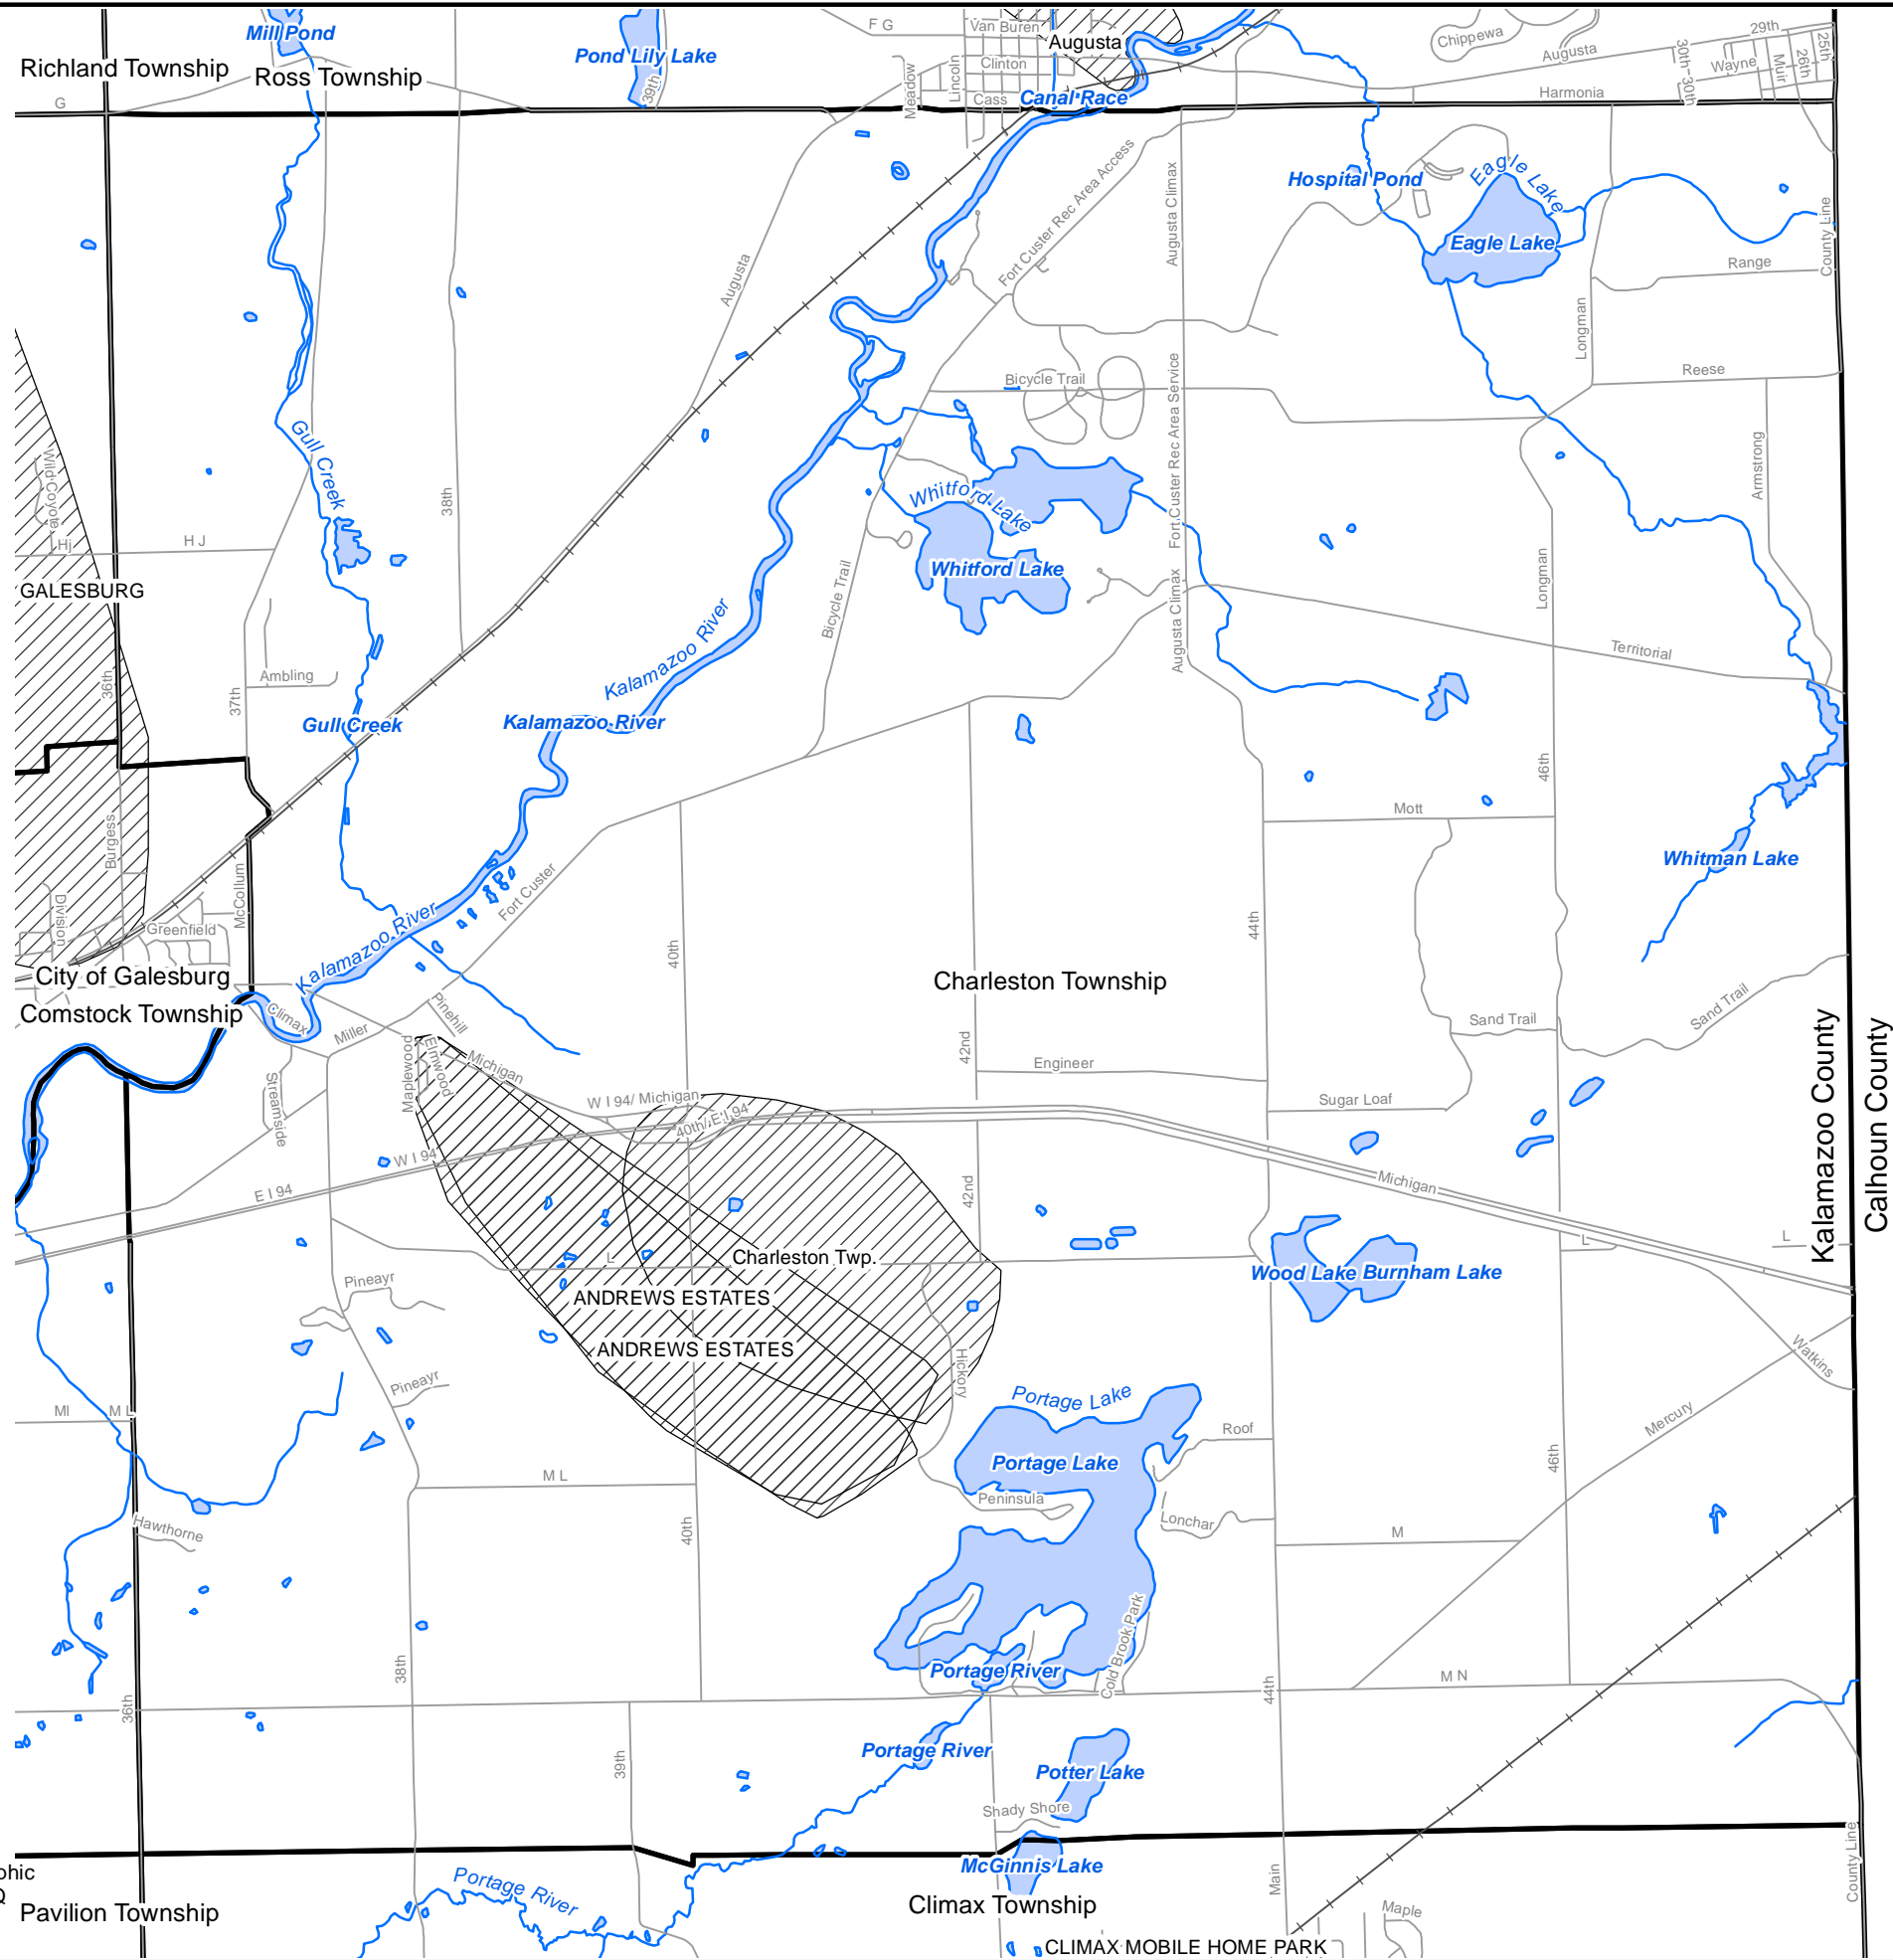 Mill Pond
Pond Lily Lake
F G
Van Buren
Augusta
Chippewa
29th
25th
Richland Township
Ross Township
Clinton
Meadow
Lincoln
Augusta
30th
30th
Wayne
Muir
26th
39th
G
Cass
Canal Race
Harmonia
Fort Custer Rec Area Access
Augusta Climax
Hospital Pond
Eagle Lake
Eagle Lake
County Line
Range
Augusta
Longman
Reese
Bicycle Trail
Fort Custer Rec Area Service
Gull Creek
Wild Coyote
38th
Armstrong
Whitford Lake
Hj
H J
Whitford Lake
GALESBURG
Longman
Bicycle Trail
Augusta Climax
Kalamazoo River
Territorial
36th
37th
Ambling
Gull Creek
Kalamazoo River
46th
Mott
Burgess
Whitman Lake
McCollum
Division
Fort Custer
Greenfield
Kalamazoo River
40th
44th
City of Galesburg
Charleston Township
Comstock Township
Climax
Miller
Pinehill
Sand Trail
Sand Trail
Kalamazoo County
Calhoun County
42nd
Engineer
Maplewood
Elmwood
Michigan
Streamside
W I 94/ Michigan
40th/ E I 94
Sugar Loaf
W I 94
E I 94
Michigan
42nd
L
Charleston Twp.
L
L
Wood Lake
Burnham Lake
Pineayr
ANDREWS ESTATES
ANDREWS ESTATES
Hickory
Watkins
Pineayr
Portage Lake
Ml
M L
Roof
Mercury
Portage Lake
46th
M L
Peninsula
Lonchar
Hawthorne
40th
M
Cold Brook Park
38th
Portage River
M N
36th
44th
39th
Portage River
Potter Lake
Shady Shore
McGinnis Lake
County Line
Main
Portage River
Pavilion Township
Climax Township
Maple
CLIMAX MOBILE HOME PARK